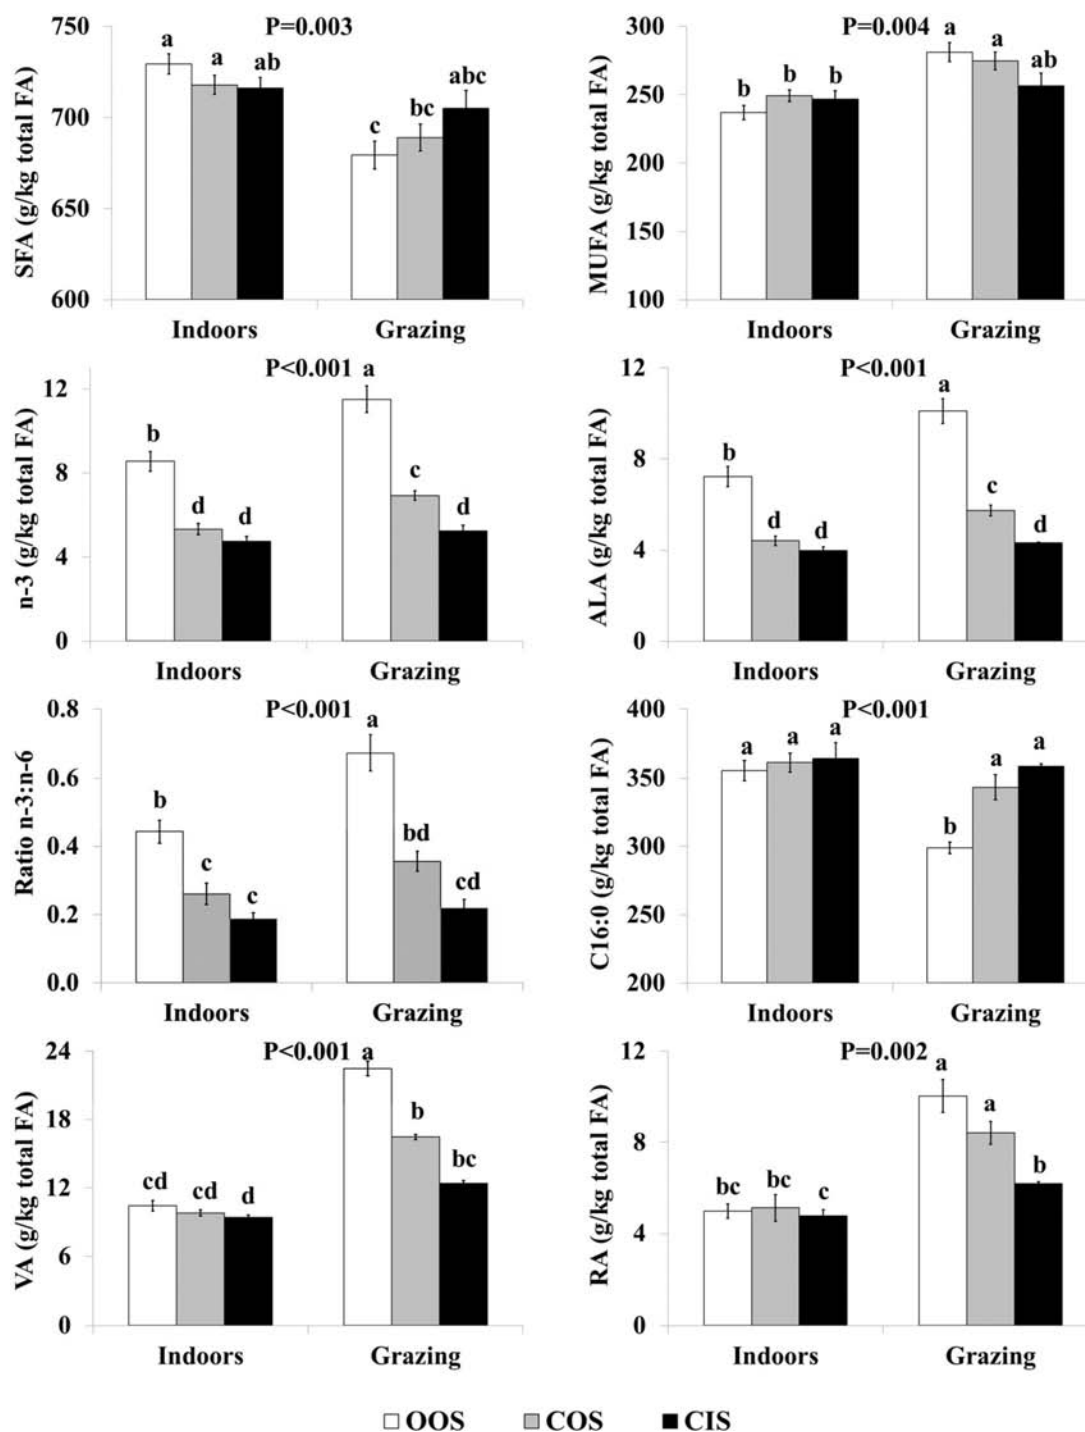 SFA (g/kg total FA)
750
700
650
600
P=0.003
a
a
ab
c
bc
abc
Indoors
Grazing
MUFA (g/kg total FA)
300
250
200
150
100
P=0.004
b
b
b
a
a
ab
Indoors
Grazing
n-3 (g/kg total FA)
12
8
4
0
P<0.001
b
d
d
a
c
d
Indoors
Grazing
ALA (g/kg total FA)
12
8
4
0
P<0.001
b
d
d
a
c
d
Indoors
Grazing
Ratio n-3:n-6
0.8
0.6
0.4
0.2
0.0
P<0.001
b
c
c
a
bd
cd
Indoors
Grazing
C16:0 (g/kg total FA)
400
350
300
250
200
P<0.001
a
a
a
b
a
a
Indoors
Grazing
VA (g/kg total FA)
24
18
12
6
0
P<0.001
cd
cd
d
a
b
bc
Indoors
Grazing
RA (g/kg total FA)
12
8
4
0
P=0.002
bc
bc
c
a
a
b
Indoors
Grazing
OOS
COS
CIS